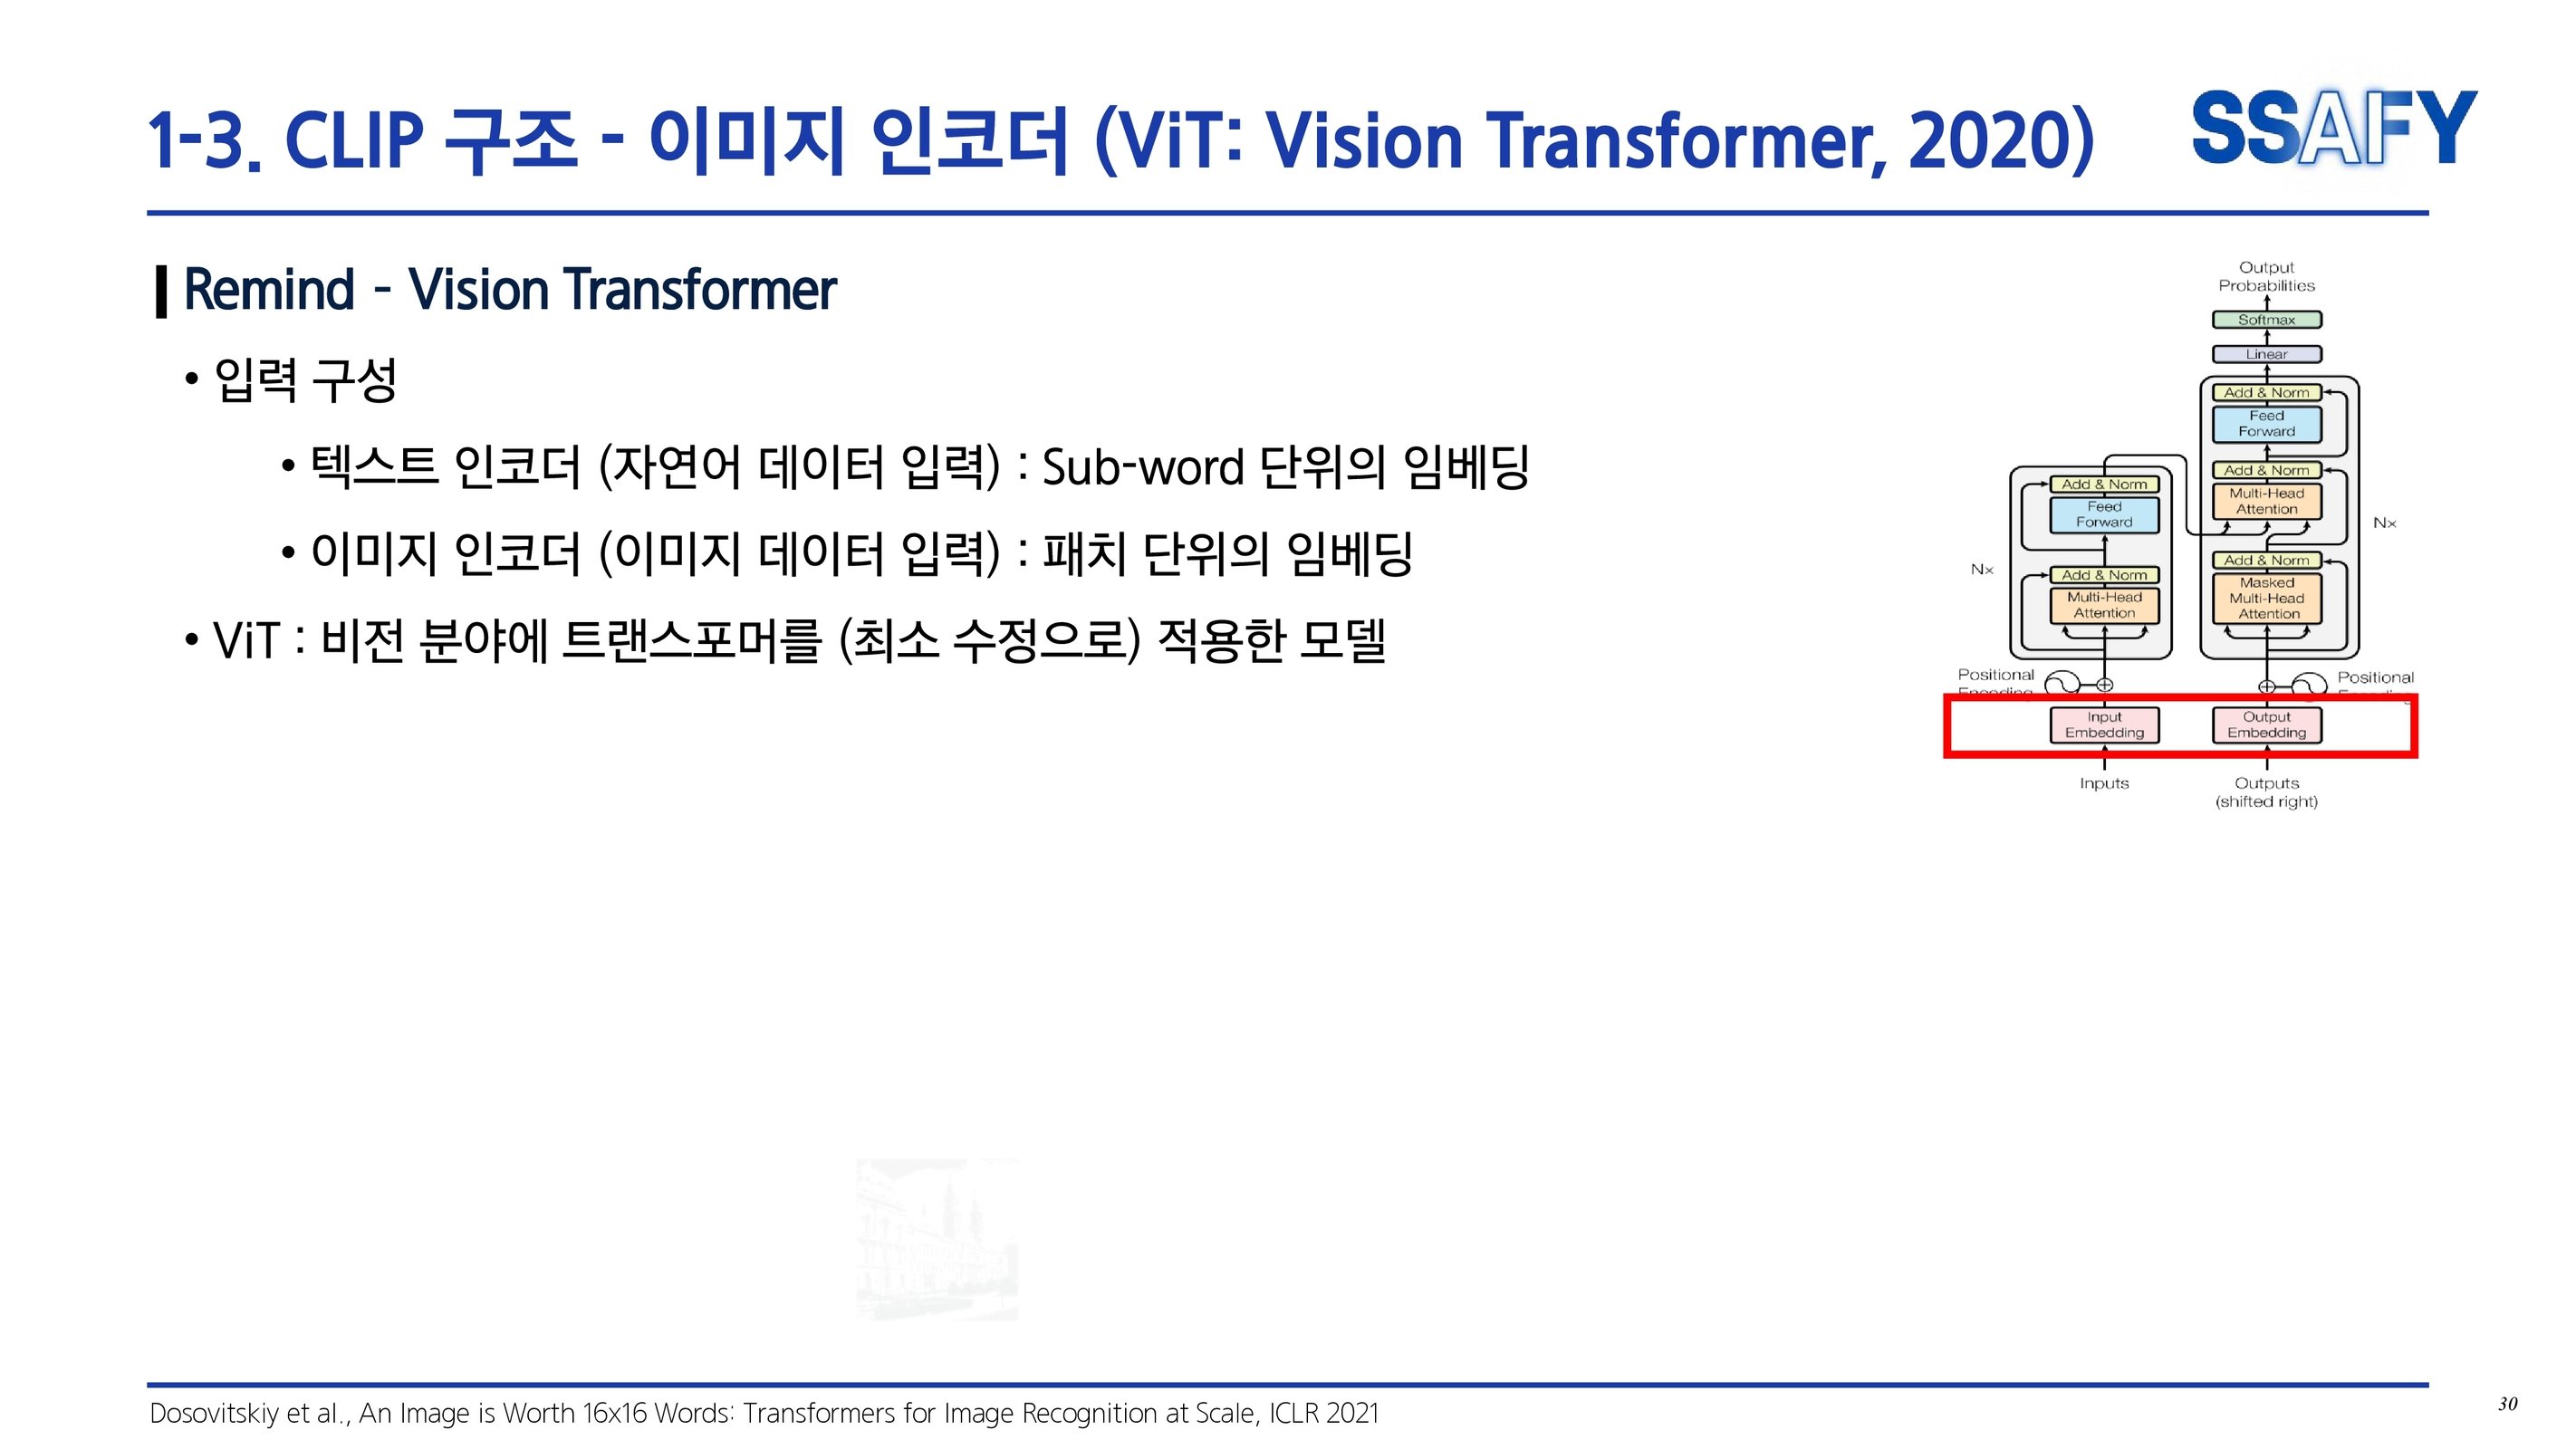 1-3. CLIP 구조 - 이미지 인코더 (ViT: Vision Transformer, 2020)
SSAFY
Remind - Vision Transformer
• 입력 구성
• 텍스트 인코더 (자연어 데이터 입력) : Sub-word 단위의 임베딩
• 이미지 인코더 (이미지 데이터 입력) : 패치 단위의 임베딩
• ViT : 비전 분야에 트랜스포머를 (최소 수정으로) 적용한 모델
Output
Probabilities
Softmax
Linear
Add & Norm
Feed
Forward
Add & Norm
Multi-Head
Attention
Nx
Add & Norm
Masked
Multi-Head
Attention
Add & Norm
Feed
Forward
Nx
Add & Norm
Multi-Head
Attention
Positional
Positional
Input
Embedding
Output
Embedding
Inputs
Outputs
(shifted right)
Dosovitskiy et al., An Image is Worth 16x16 Words: Transformers for Image Recognition at Scale, ICLR 2021
30